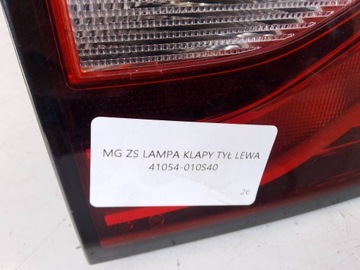 MG ZS LAMPA KLAPY TYŁ LEWA
41054-010S40
26